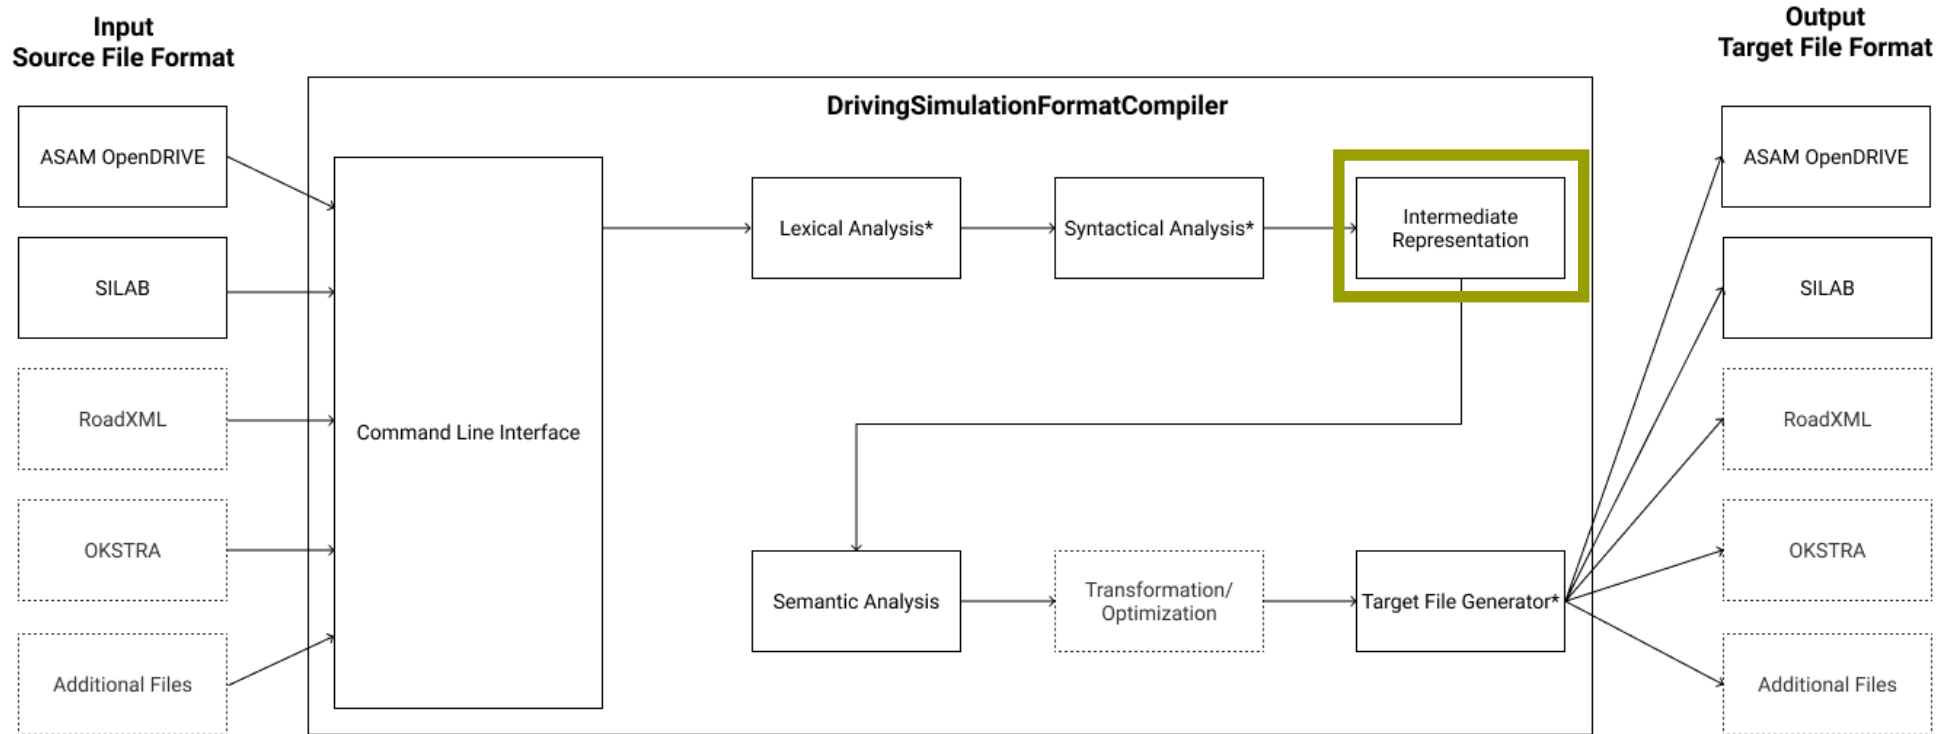 Input
Source File Format
Output
Target File Format
DrivingSimulationFormatCompiler
ASAM OpenDRIVE
SILAB
RoadXML
OKSTRA
Additional Files
Command Line Interface
Lexical Analysis*
Syntactical Analysis*
Intermediate
Representation
Semantic Analysis
Transformation/
Optimization
Target File Generator*
ASAM OpenDRIVE
SILAB
RoadXML
OKSTRA
Additional Files